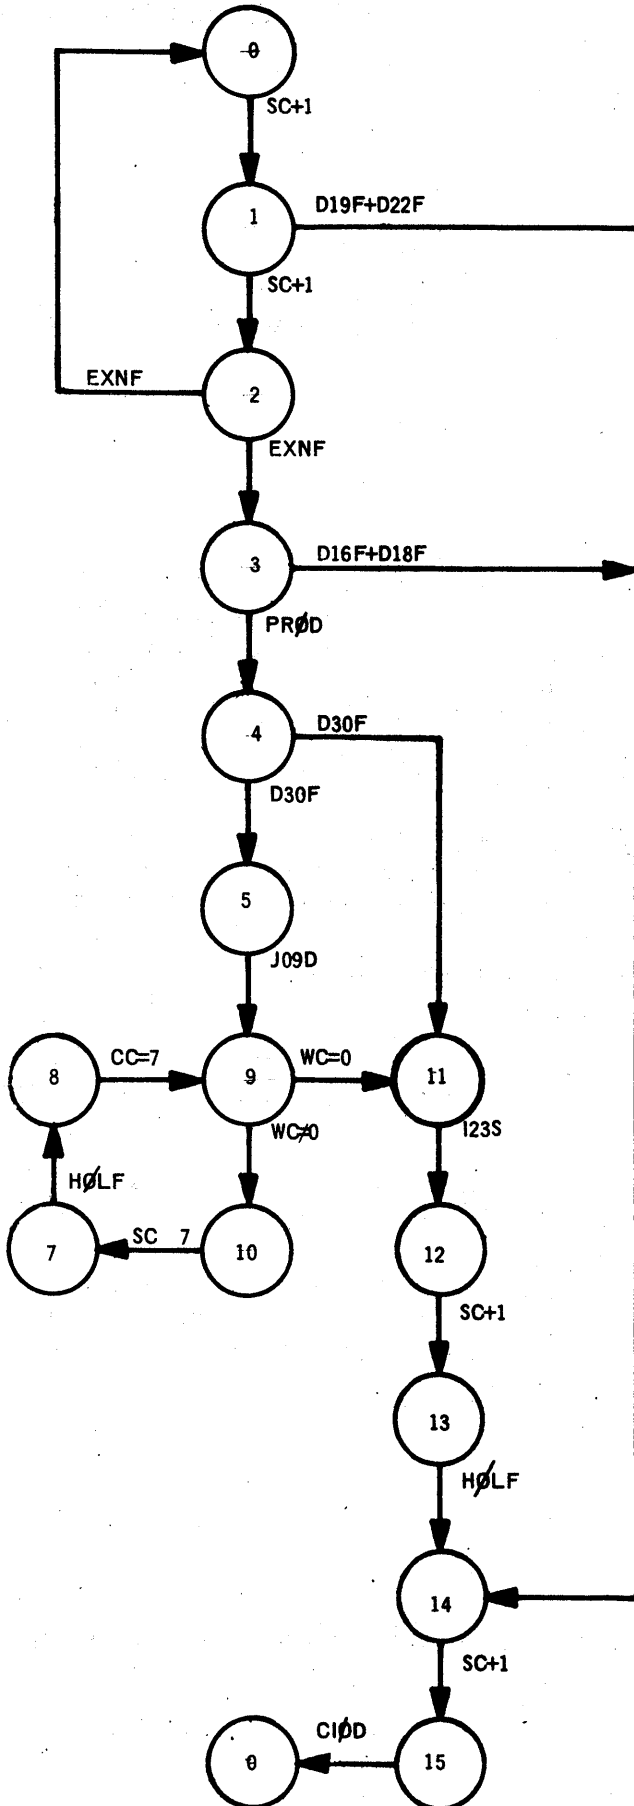 0
SC+1
1
D19F+D22F
SC+1
EXNF
2
EXNF
3
D16F+D18F
PRØD
4
D30F
D30F
5
J09D
8
CC=7
9
WC=0
11
WC≠0
I23S
HØLF
7
SC 7
10
12
SC+1
13
HØLF
14
SC+1
CIØD
0
15